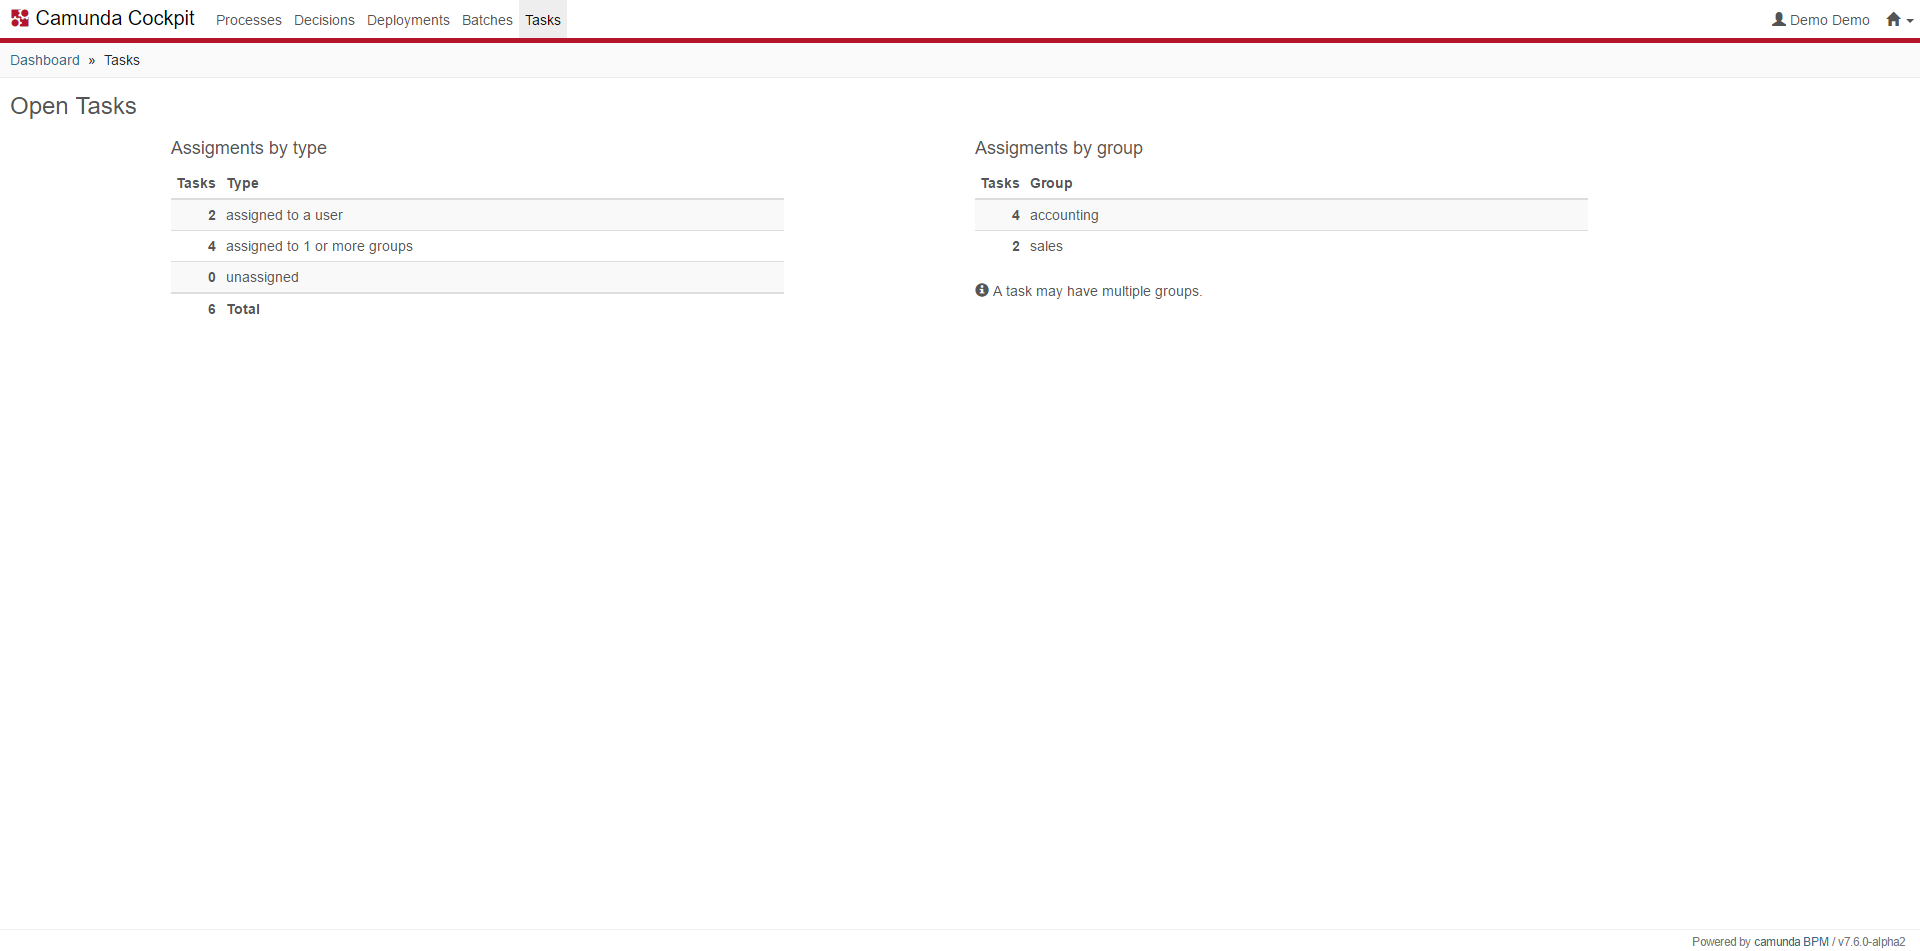 Camunda Cockpit Processes Decisions Deployments Batches Tasks Demo Demo
Dashboard » Tasks
Open Tasks
Assigments by type
Tasks Type
2 assigned to a user
4 assigned to 1 or more groups
0 unassigned
6 Total
Assigments by group
Tasks Group
4 accounting
2 sales
A task may have multiple groups.
Powered by camunda BPM / v7.6.0-alpha2